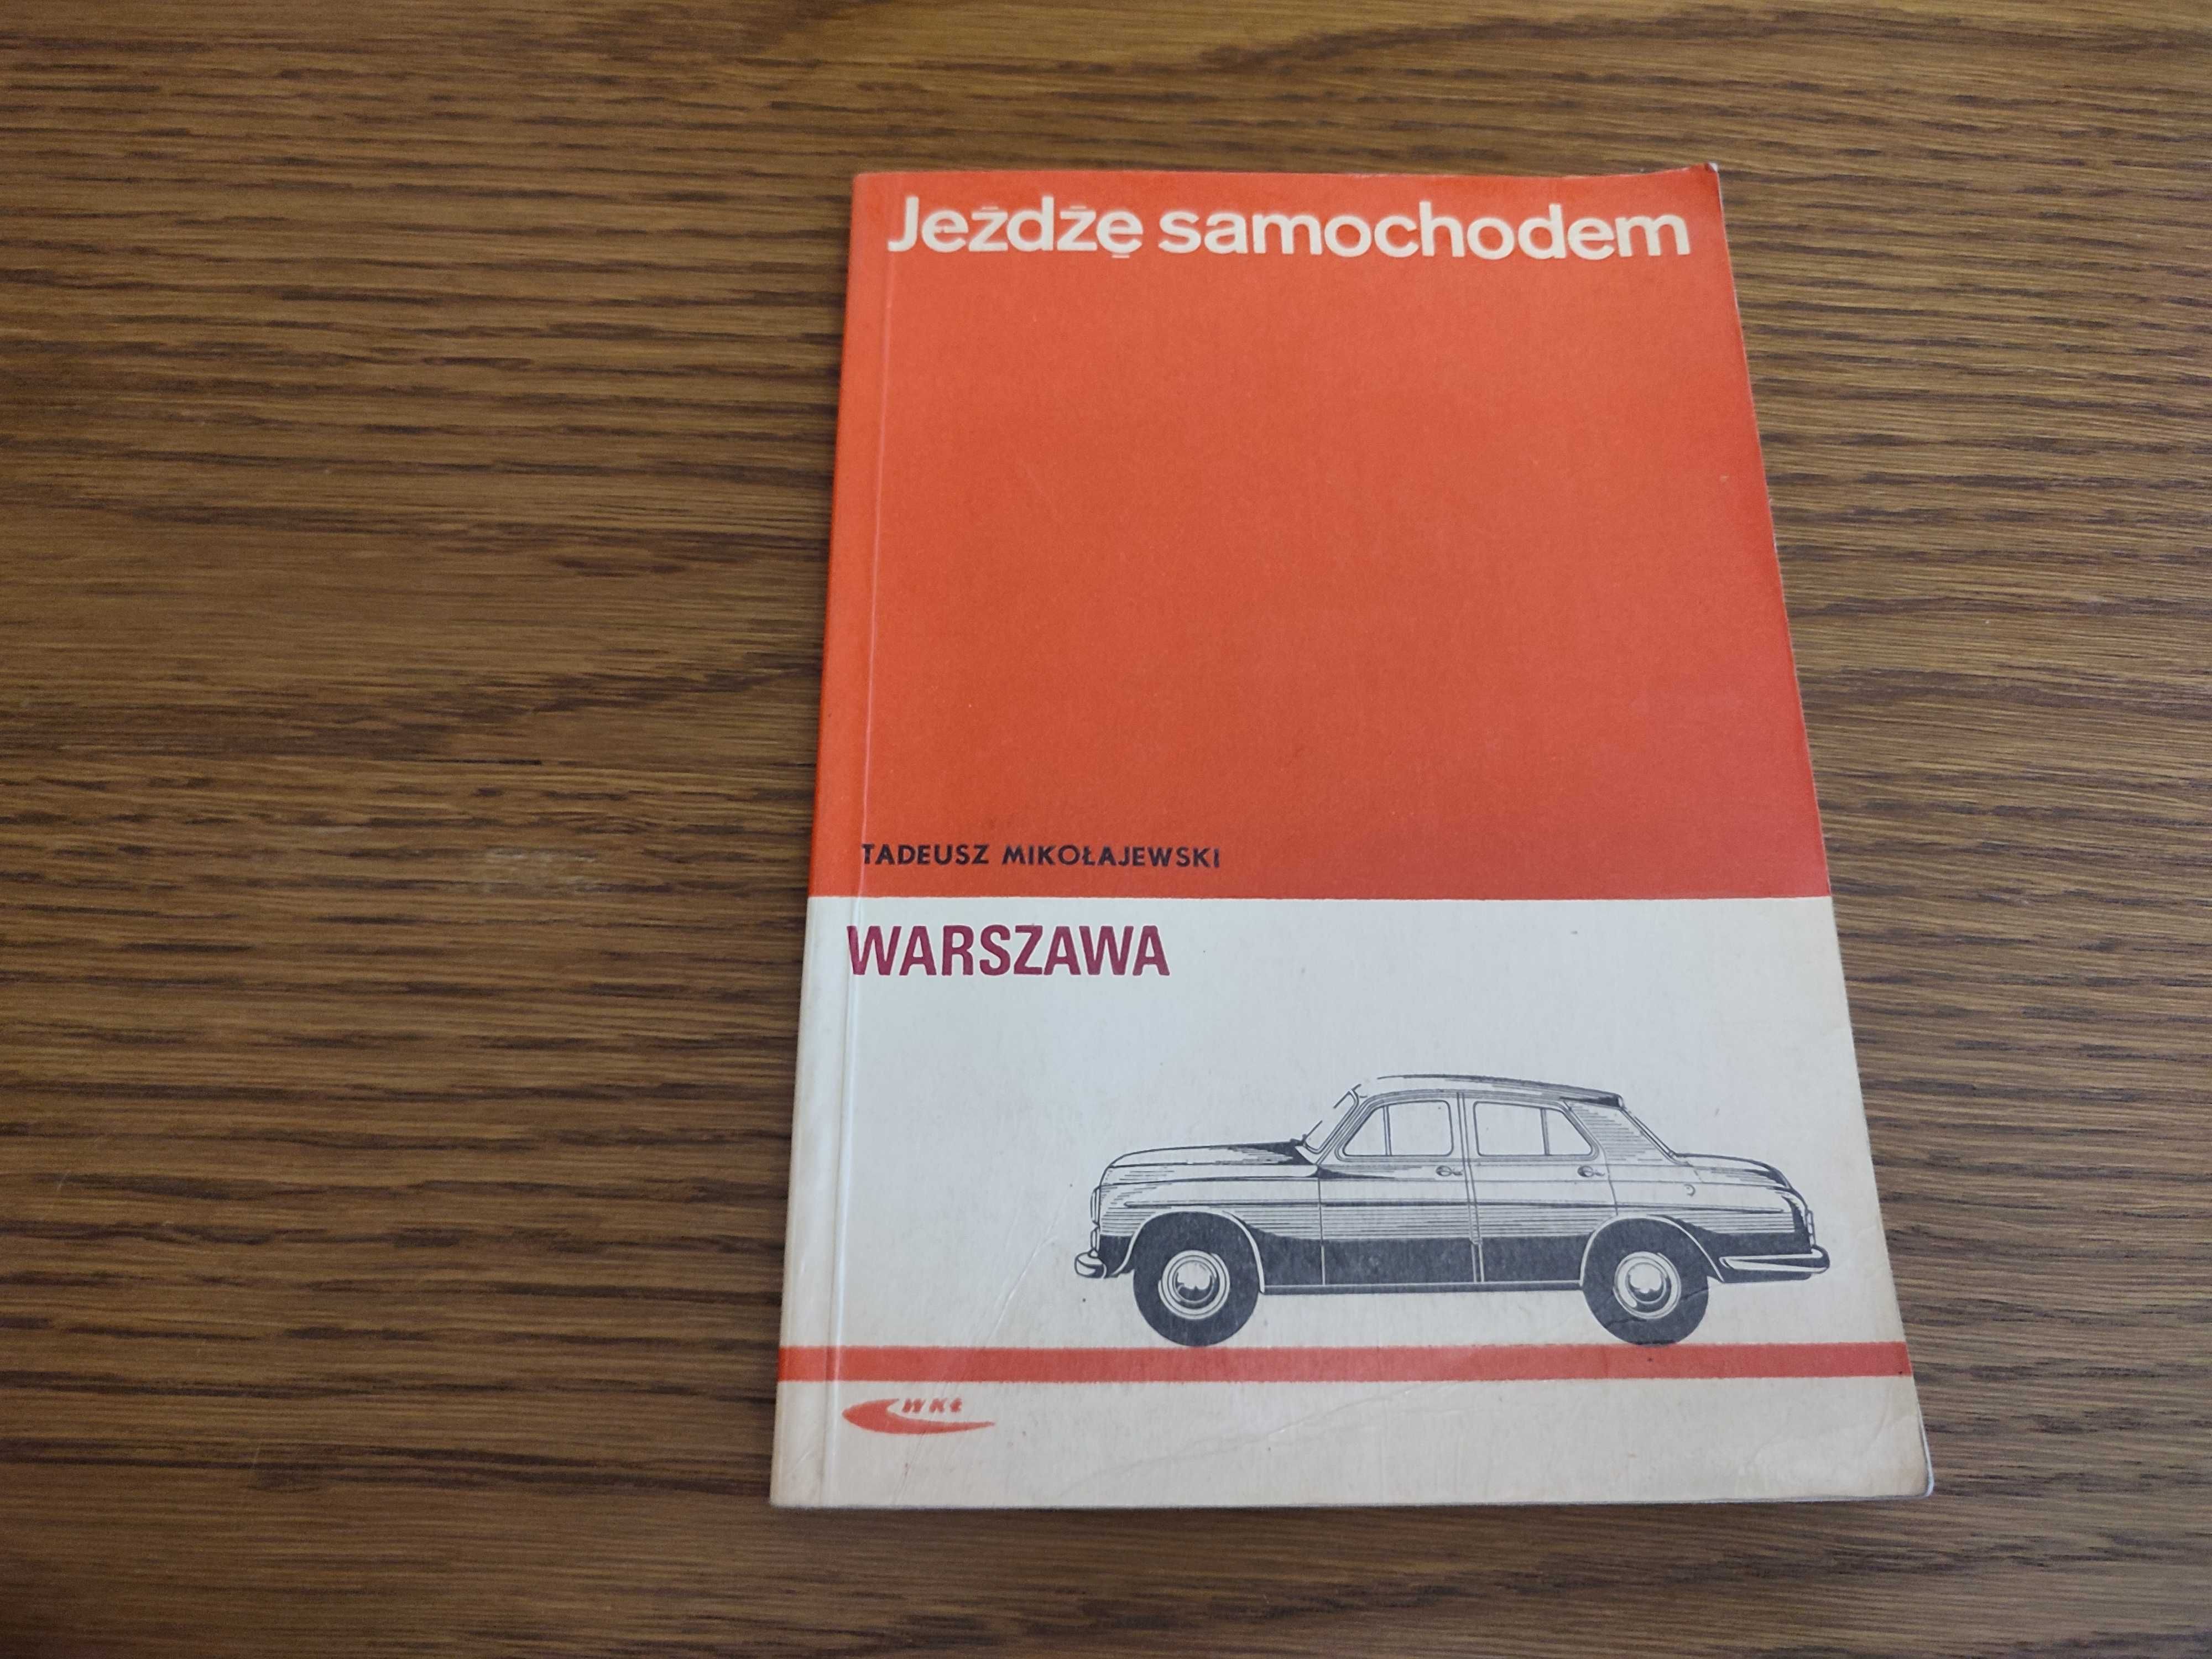 Jeżdżę samochodem
TADEUSZ MIKOŁAJEWSKI
WARSZAWA
WKŁ